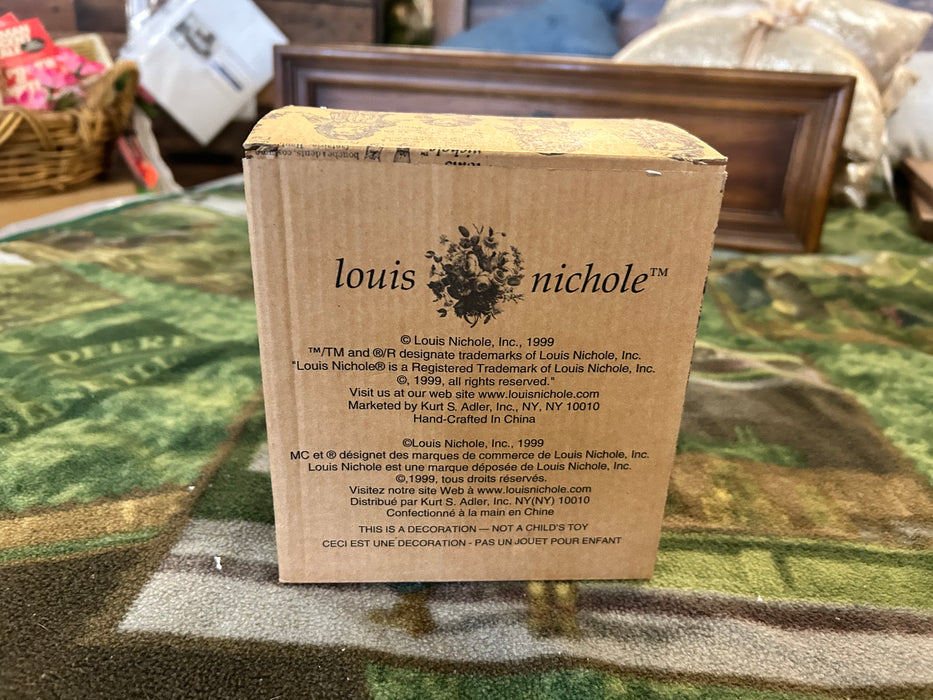 louis nichole™
© Louis Nichole, Inc., 1999
™/TM and ®/R designate trademarks of Louis Nichole, Inc.
"Louis Nichole® is a Registered Trademark of Louis Nichole, Inc.
©, 1999, all rights reserved."
Visit us at our web site www.louisnichole.com
Marketed by Kurt S. Adler, Inc., NY, NY 10010
Hand-Crafted In China
©Louis Nichole, Inc., 1999
MC et ® désignet des marques de commerce de Louis Nichole, Inc.
Louis Nichole est une marque déposée de Louis Nichole, Inc.
©,1999, tous droits réservés.
Visitez notre site Web à www.louisnichole.com
Distribué par Kurt S. Adler, Inc. NY(NY) 10010
Confectionné à la main en Chine
THIS IS A DECORATION — NOT A CHILD'S TOY
CECI EST UNE DECORATION - PAS UN JOUET POUR ENFANT